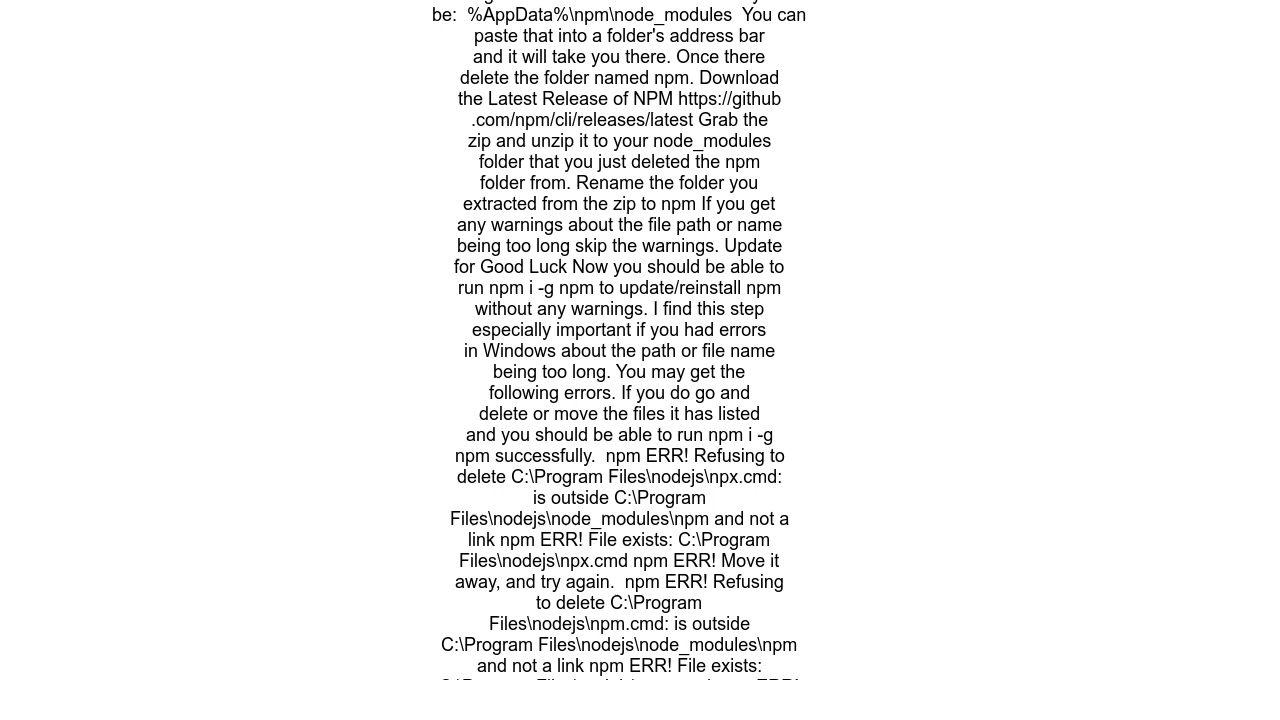 be:  %AppData%\npm\node_modules  You can
paste that into a folder's address bar
and it will take you there. Once there
delete the folder named npm. Download
the Latest Release of NPM https://github
.com/npm/cli/releases/latest Grab the
zip and unzip it to your node_modules
folder that you just deleted the npm
folder from. Rename the folder you
extracted from the zip to npm If you get
any warnings about the file path or name
being too long skip the warnings. Update
for Good Luck Now you should be able to
run npm i -g npm to update/reinstall npm
without any warnings. I find this step
especially important if you had errors
in Windows about the path or file name
being too long. You may get the
following errors. If you do go and
delete or move the files it has listed
and you should be able to run npm i -g
npm successfully.  npm ERR! Refusing to
delete C:\Program Files\nodejs\npx.cmd:
is outside C:\Program
Files\nodejs\node_modules\npm and not a
link npm ERR! File exists: C:\Program
Files\nodejs\npx.cmd npm ERR! Move it
away, and try again.  npm ERR! Refusing
to delete C:\Program
Files\nodejs\npm.cmd: is outside
C:\Program Files\nodejs\node_modules\npm
and not a link npm ERR! File exists: